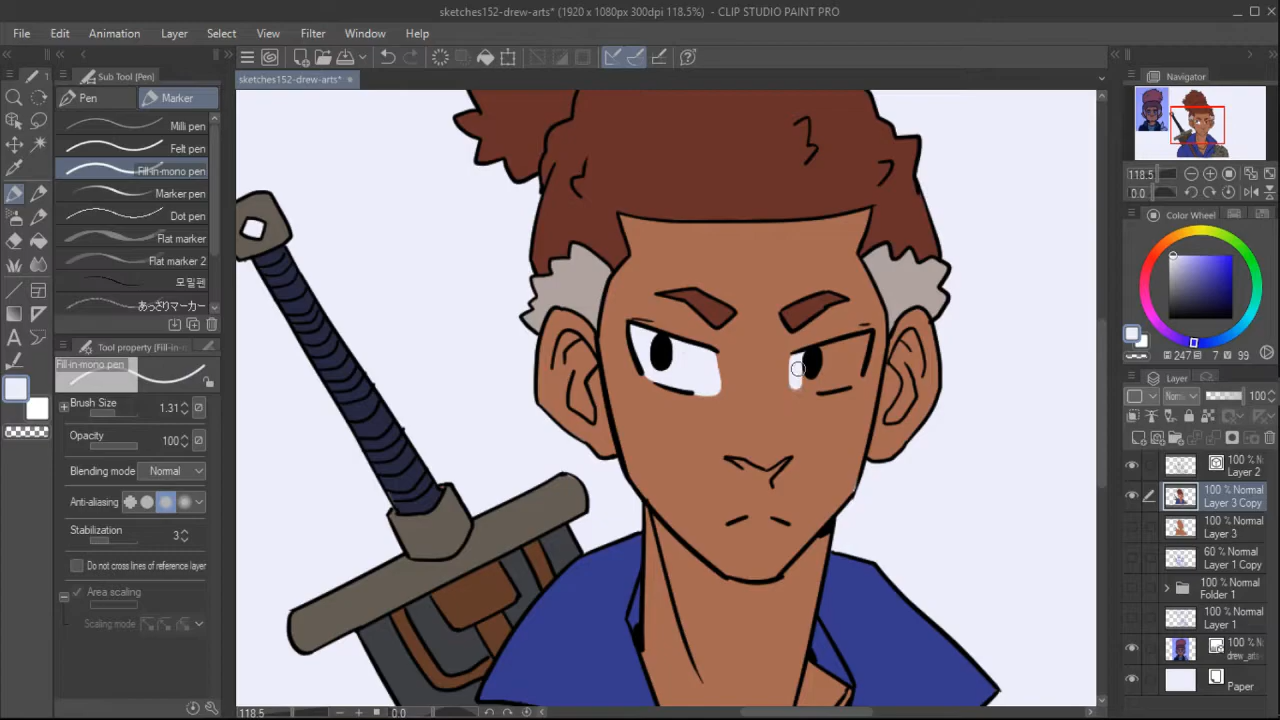 sketches152-drew-arts* (1920 x 1080px 300dpi 118.5%) - CLIP STUDIO PAINT PRO
File Edit Animation Layer Select View Filter Window Help
Sub Tool [Pen]
sketches152-drew-arts*
Navigator
Pen
Marker
Milli pen
Felt pen
Fill-in-mono pen
Marker pen
Dot pen
Flat marker
Flat marker 2
모밀펜
あっさりマーカー
118.5
0.0
Color Wheel
Tool property [Fill-in-
Fill-in-mono pen
Brush Size 1.31
Opacity 100
Blending mode Normal
Anti-aliasing
Stabilization 3
Do not cross lines of reference layer
Area scaling
Scaling mode
247 7 99
Layer
Normal 100
100 % N
Layer 2
100 % Normal
Layer 3 Copy
100 % Normal
Layer 3
60 % Normal
Layer 1 Copy
100 % Normal
Folder 1
100 % Normal
Layer 1
100 % N
drew_arts
Paper
118.5
0.0